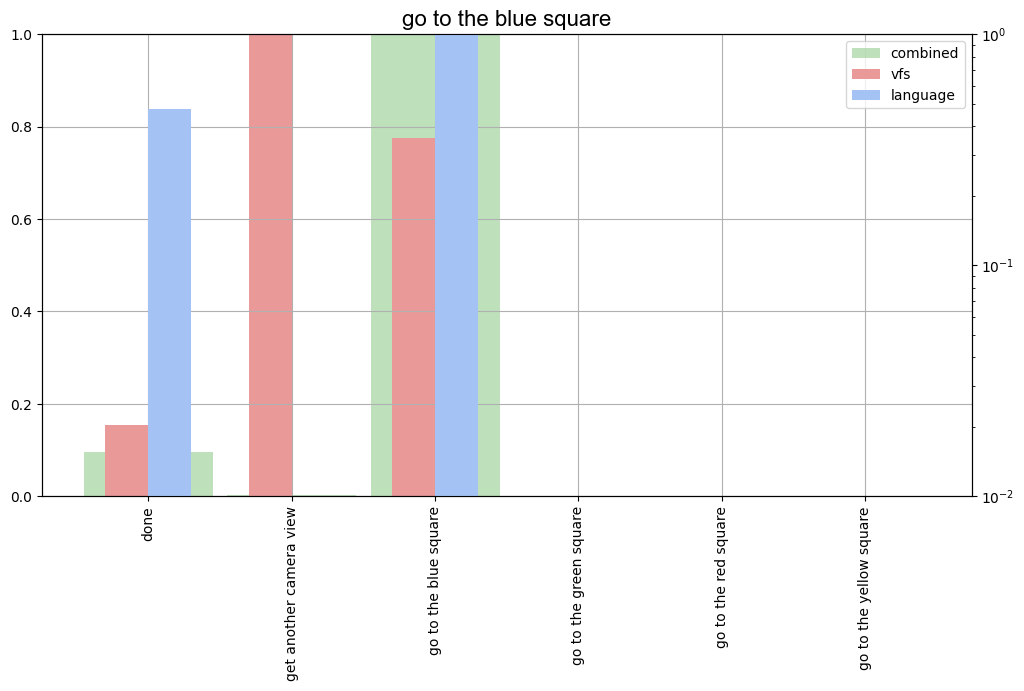 go to the blue square
combined
vfs
language
1.0
0.8
0.6
0.4
0.2
0.0
10^0
10^-1
10^-2
done
get another camera view
go to the blue square
go to the green square
go to the red square
go to the yellow square